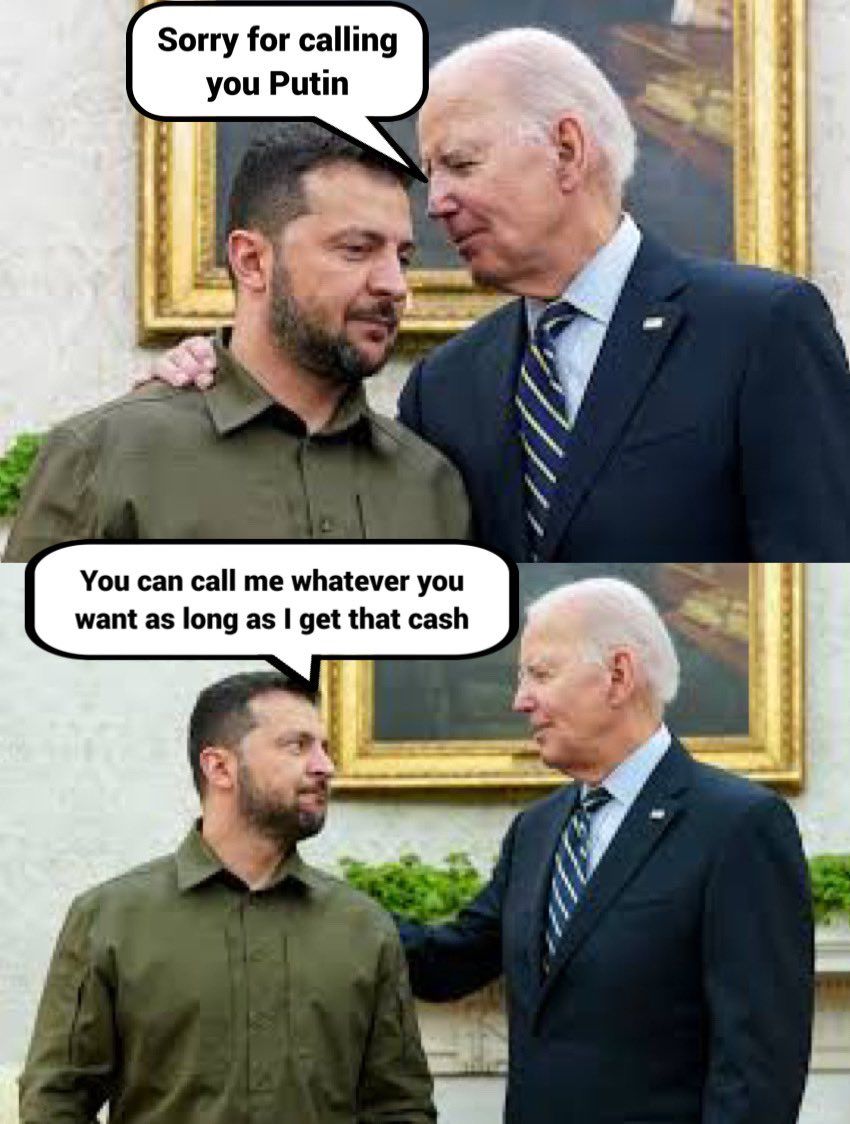 Sorry for calling
you Putin
You can call me whatever you
want as long as I get that cash